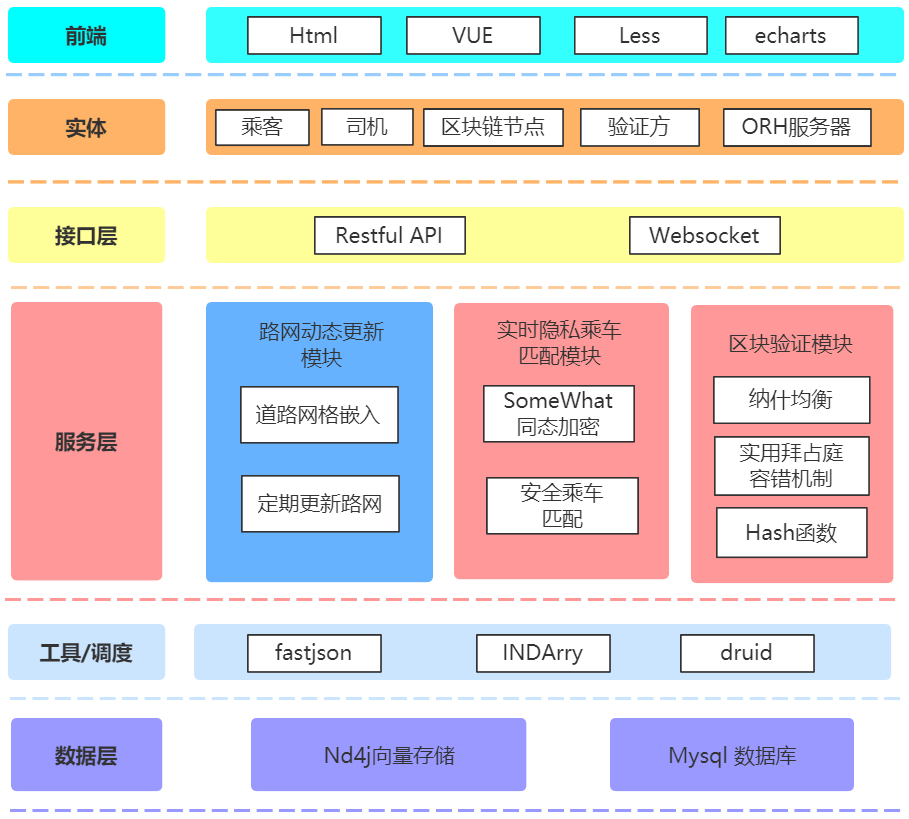 前端
Html
VUE
Less
echarts
实体
乘客
司机
区块链节点
验证方
ORH服务器
接口层
Restful API
Websocket
服务层
路网动态更新
模块
道路网格嵌入
定期更新路网
实时隐私乘车
匹配模块
SomeWhat
同态加密
安全乘车
匹配
区块验证模块
纳什均衡
实用拜占庭
容错机制
Hash函数
工具/调度
fastjson
INDArry
druid
数据层
Nd4j向量存储
Mysql 数据库